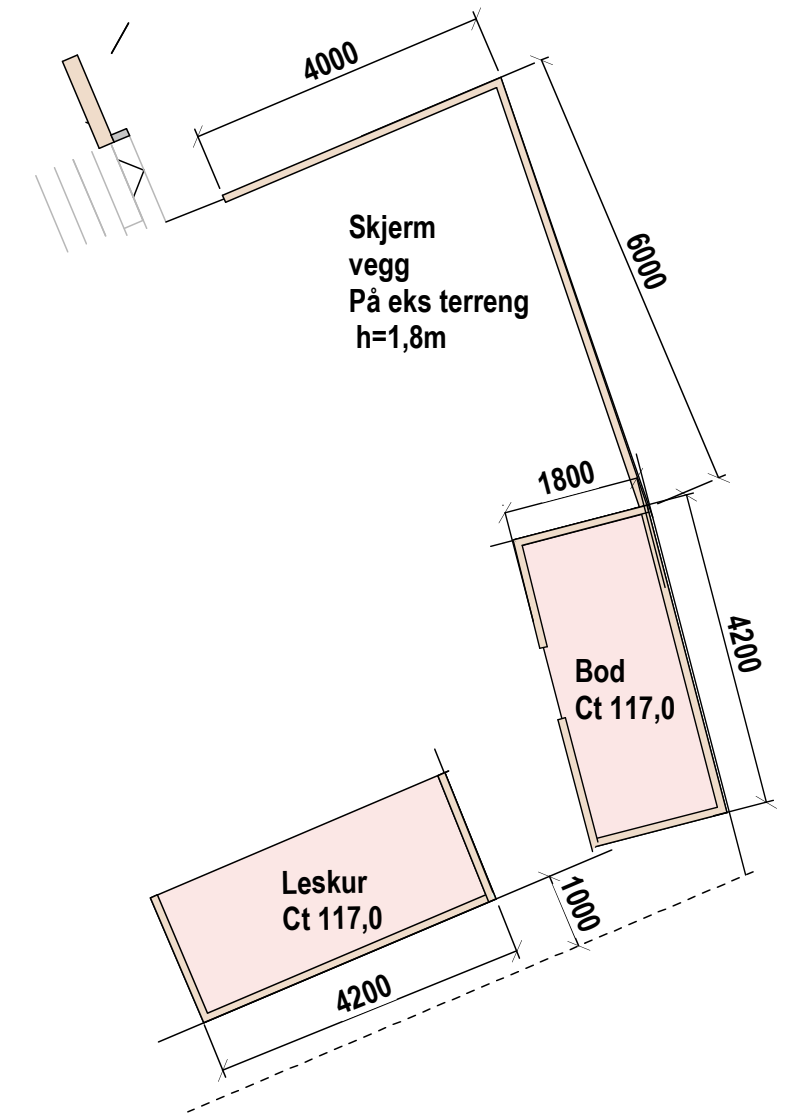 4000
Skjerm
vegg
På eks terreng
h=1,8m
6000
1800
4200
Bod
Ct 117,0
Leskur
Ct 117,0
1000
4200